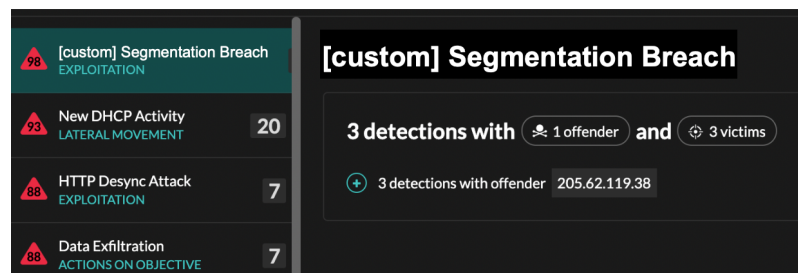 98
[custom] Segmentation Breach
EXPLOITATION
93
New DHCP Activity
LATERAL MOVEMENT
20
88
HTTP Desync Attack
EXPLOITATION
7
88
Data Exfiltration
ACTIONS ON OBJECTIVE
7
[custom] Segmentation Breach
3 detections with 1 offender and 3 victims
3 detections with offender 205.62.119.38